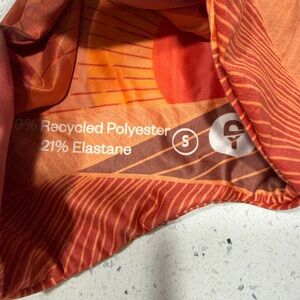 9% Recycled Polyester
21% Elastane
S